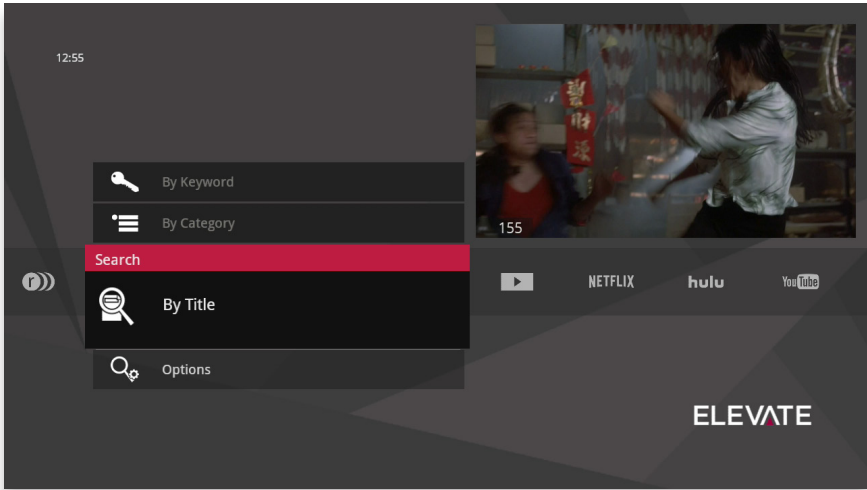 12:55
By Keyword
By Category
155
Search
r
NETFLIX
hulu
YouTube
By Title
Options
ELEVATE